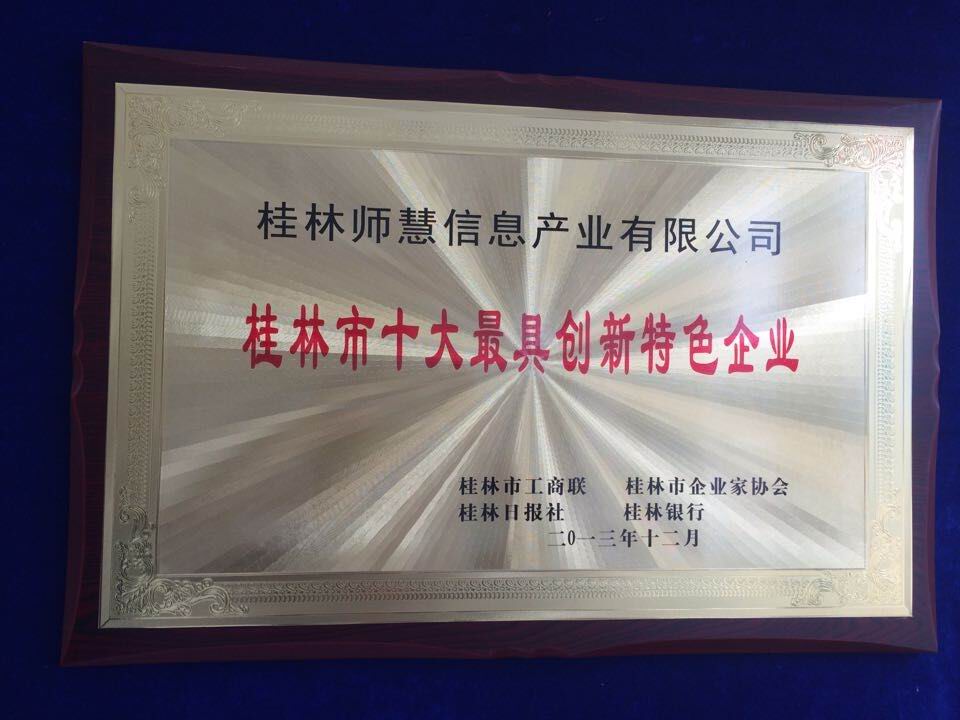 桂林师慧信息产业有限公司
桂林市十大最具创新特色企业
桂林市工商联 桂林市企业家协会
桂林日报社 桂林银行
二0一三年十二月